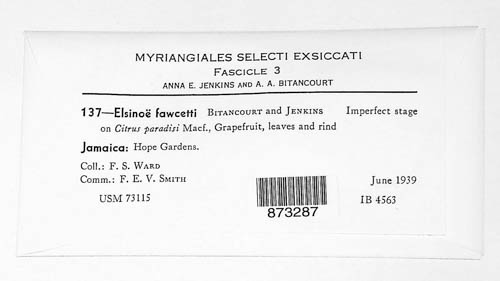 MYRIANGIALES SELECTI EXSICCATI
FASCICLE 3
ANNA E. JENKINS AND A. A. BITANCOURT
137—Elsinoë fawcetti BITANCOURT and JENKINS Imperfect stage
on Citrus paradisi Macf., Grapefruit, leaves and rind
Jamaica: Hope Gardens.
Coll.: F. S. WARD
Comm.: F. E. V. SMITH June 1939
USM 73115 IB 4563
873287